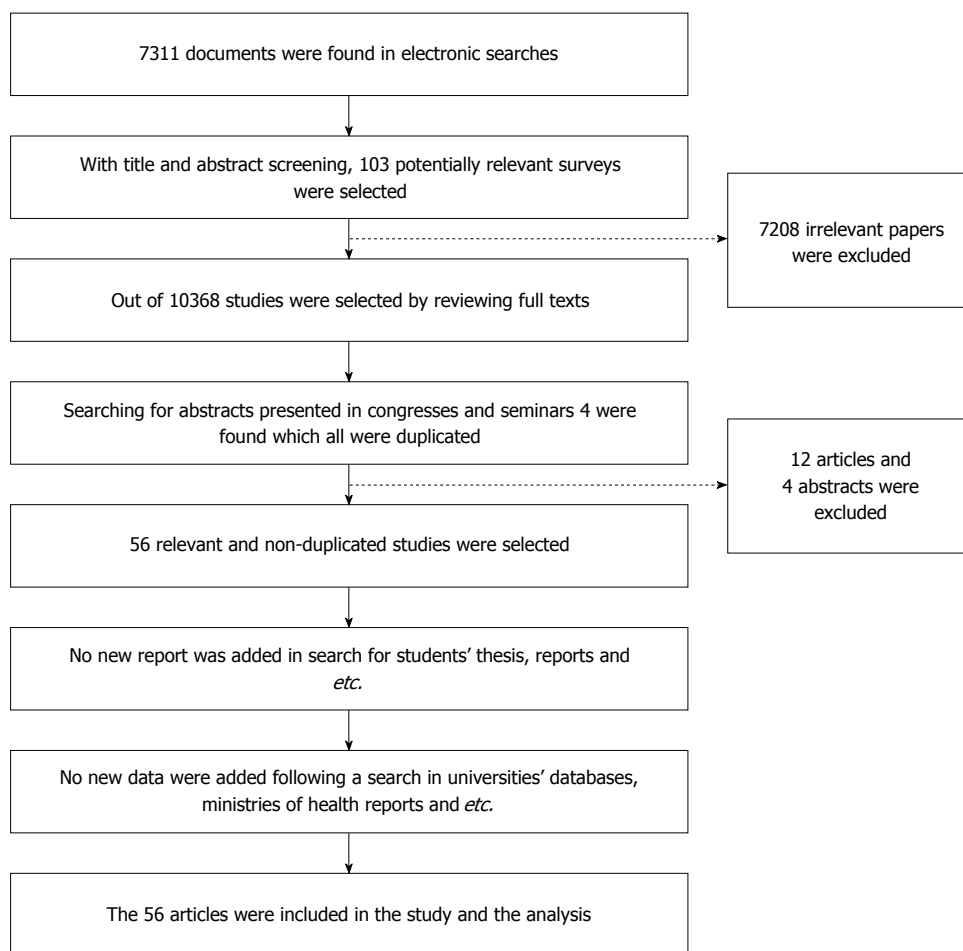 7311 documents were found in electronic searches
With title and abstract screening, 103 potentially relevant surveys
were selected
7208 irrelevant papers
were excluded
Out of 10368 studies were selected by reviewing full texts
Searching for abstracts presented in congresses and seminars 4 were
found which all were duplicated
12 articles and
4 abstracts were
excluded
56 relevant and non-duplicated studies were selected
No new report was added in search for students’ thesis, reports and
etc.
No new data were added following a search in universities’ databases,
ministries of health reports and etc.
The 56 articles were included in the study and the analysis